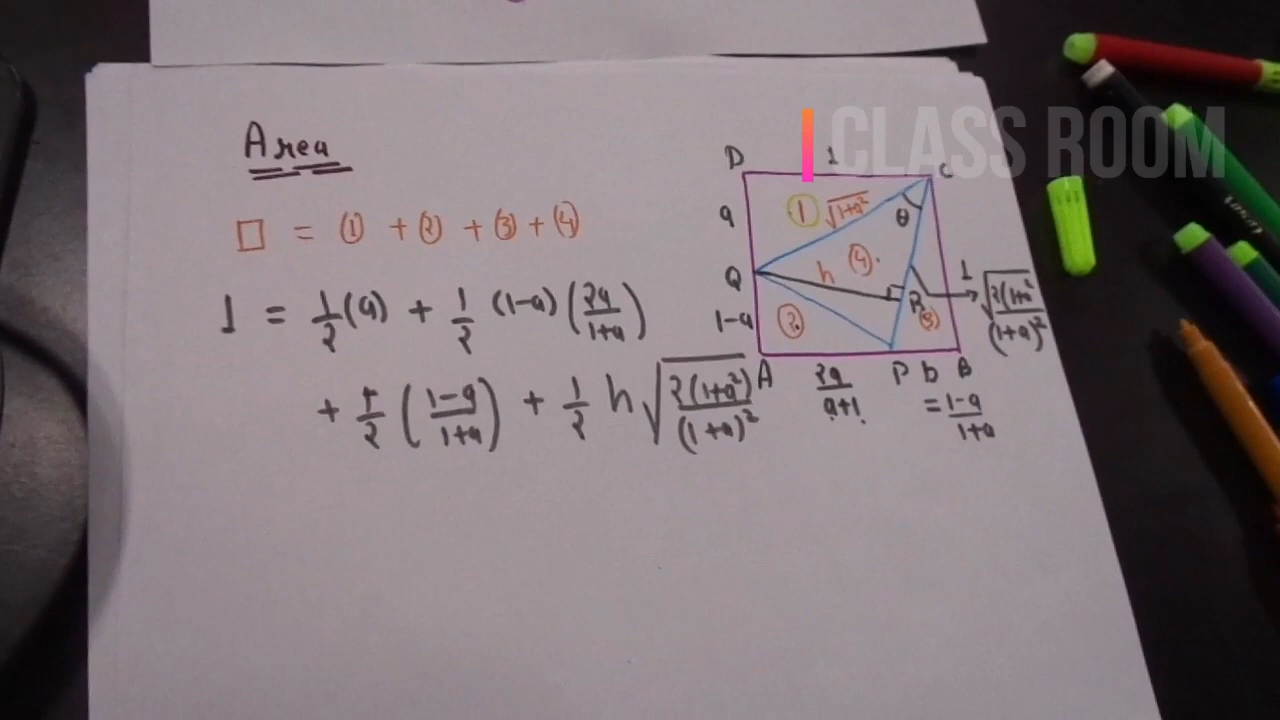 CLASS ROOM
Area
□ = ① + ② + ③ + ④
1 = 1/2 (a) + 1/2 (1-a) (2a/1+a)
+ 1/2 (1-a/1+a) + 1/2 h √(2(1+a²)/(1+a)²)
D 1 C
a ① √1+a² θ
Q h ④ 1
1-a ② R ③ √(2(1+a²)/(1+a)²)
A 2a/a+1 P b B
= 1-a/1+a